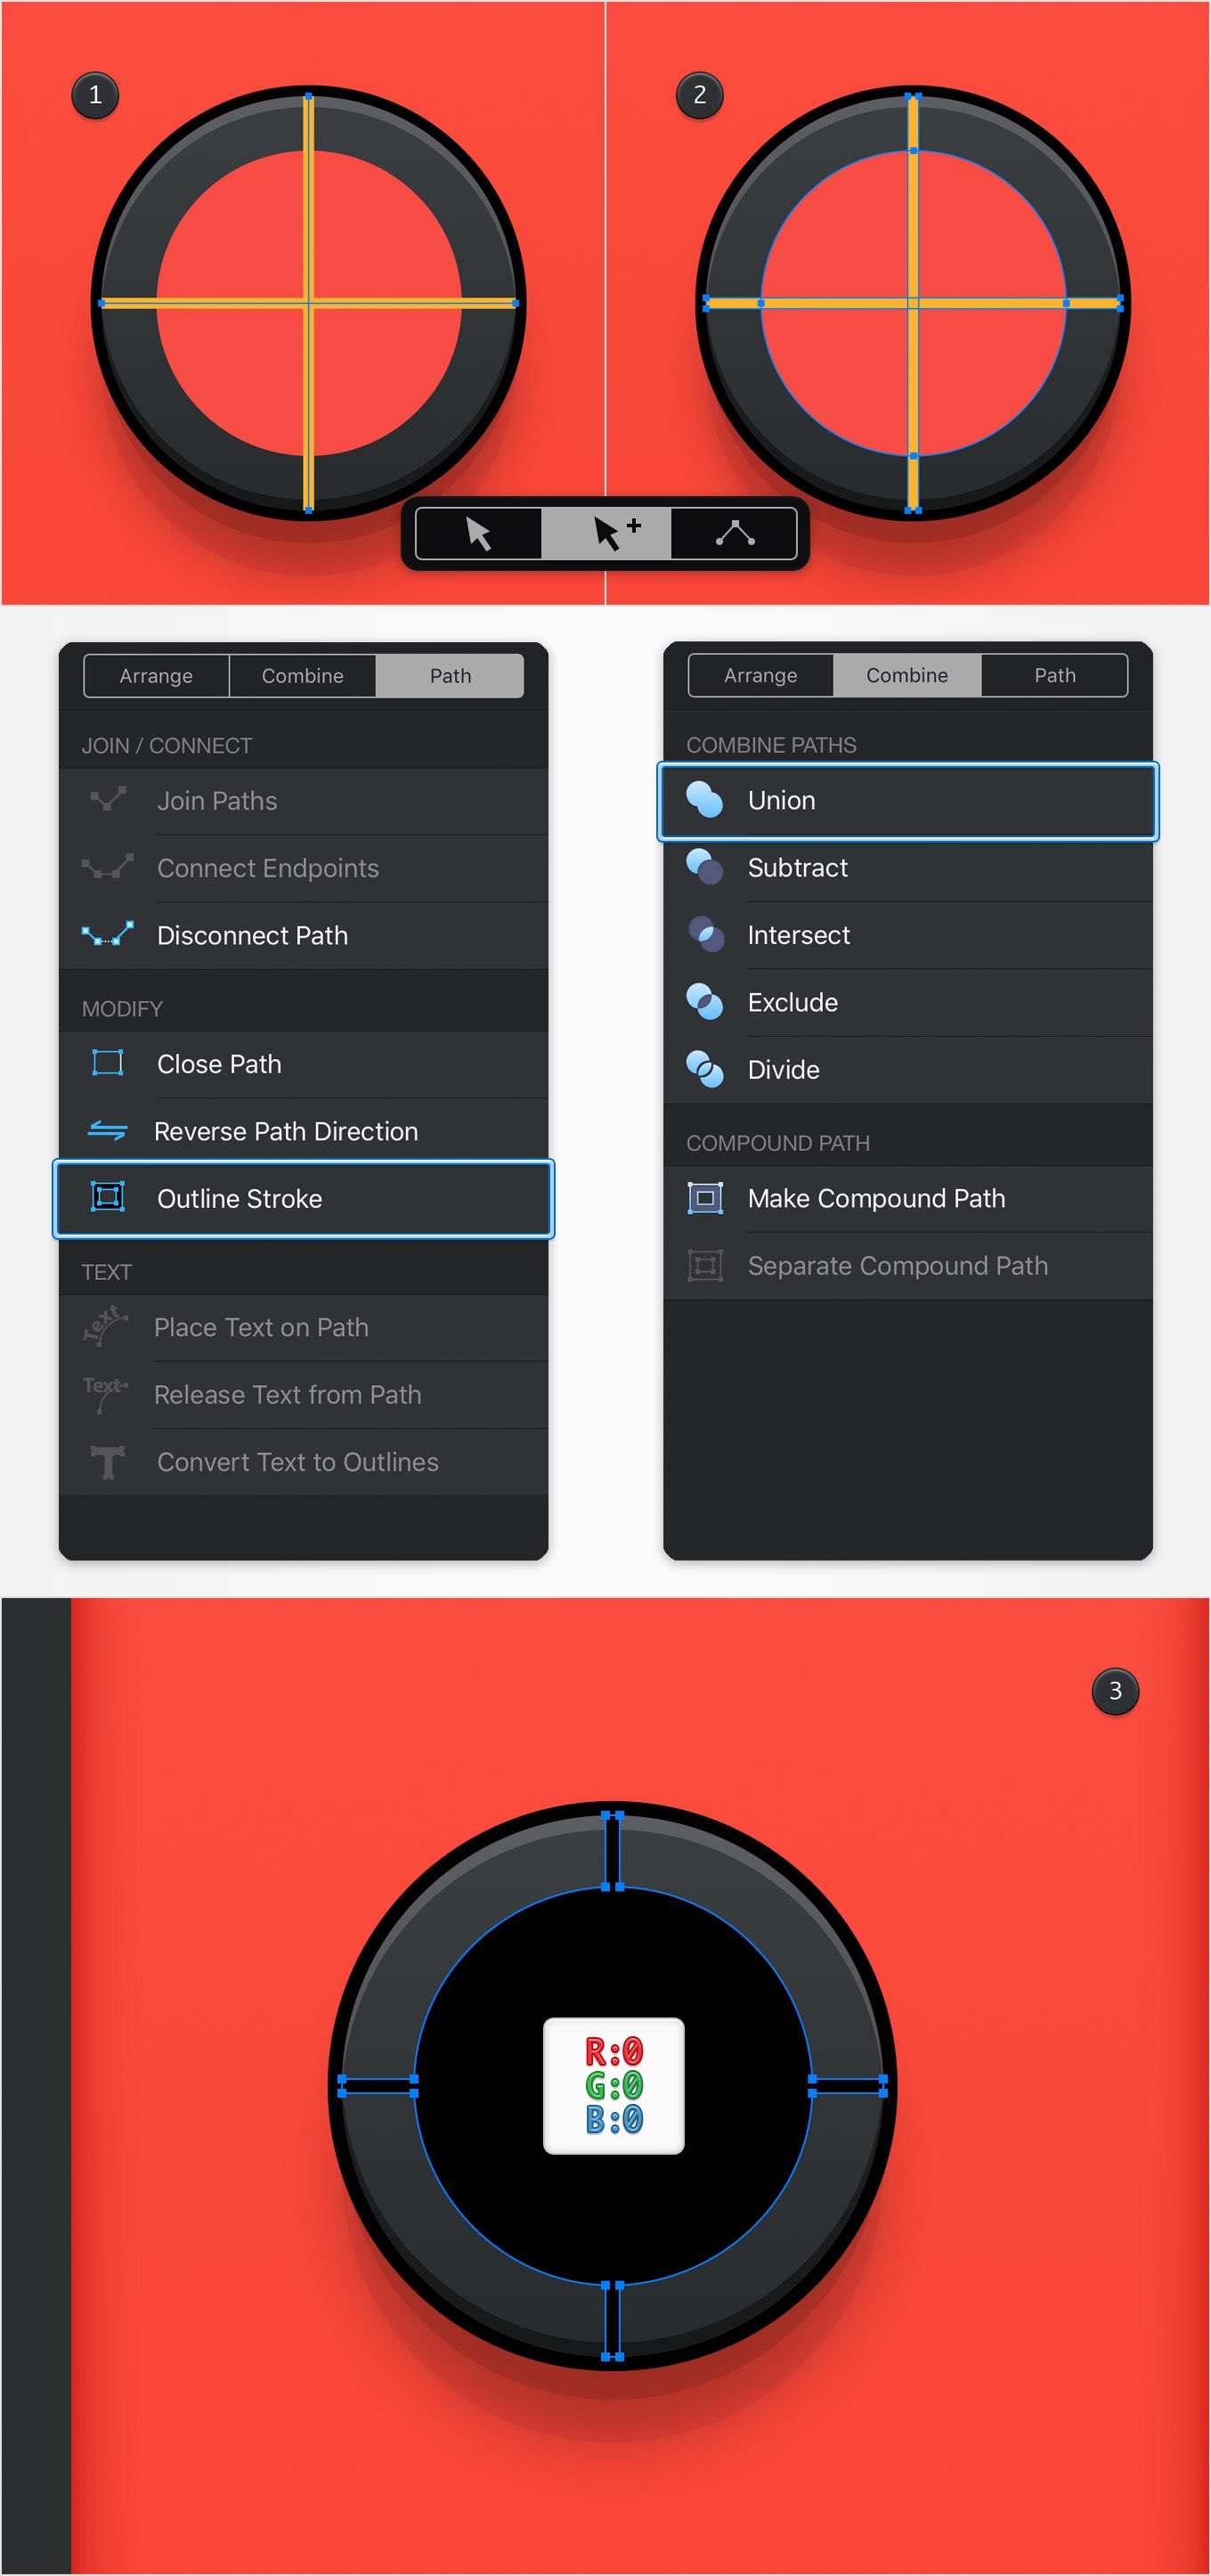 1
2
Arrange Combine Path
JOIN / CONNECT
Join Paths
Connect Endpoints
Disconnect Path
MODIFY
Close Path
Reverse Path Direction
Outline Stroke
TEXT
Text
Place Text on Path
Text
Release Text from Path
T
Convert Text to Outlines
Arrange Combine Path
COMBINE PATHS
Union
Subtract
Intersect
Exclude
Divide
COMPOUND PATH
Make Compound Path
Separate Compound Path
3
R:0
G:0
B:0